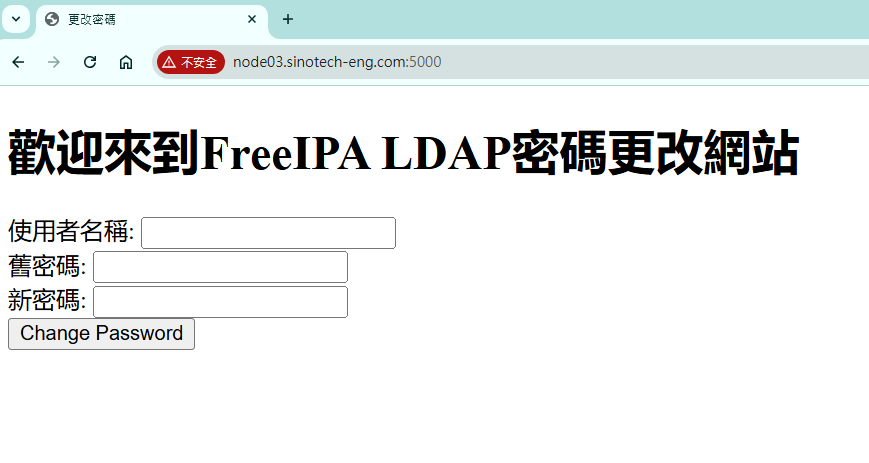 更改密碼
不安全 node03.sinotech-eng.com:5000
歡迎來到FreeIPA LDAP密碼更改網站
使用者名稱:
舊密碼:
新密碼:
Change Password